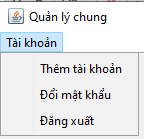 Quản lý chung
Tài khoản
Thêm tài khoản
Đổi mật khẩu
Đăng xuất